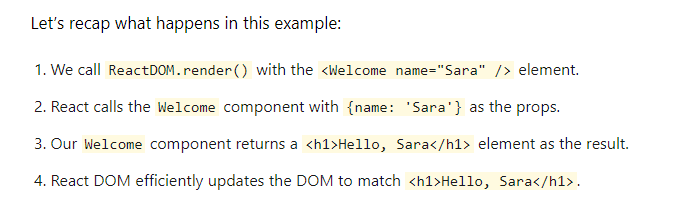 Let's recap what happens in this example:
1. We call ReactDOM.render() with the <Welcome name="Sara" /> element.
2. React calls the Welcome component with {name: 'Sara'} as the props.
3. Our Welcome component returns a <h1>Hello, Sara</h1> element as the result.
4. React DOM efficiently updates the DOM to match <h1>Hello, Sara</h1>.